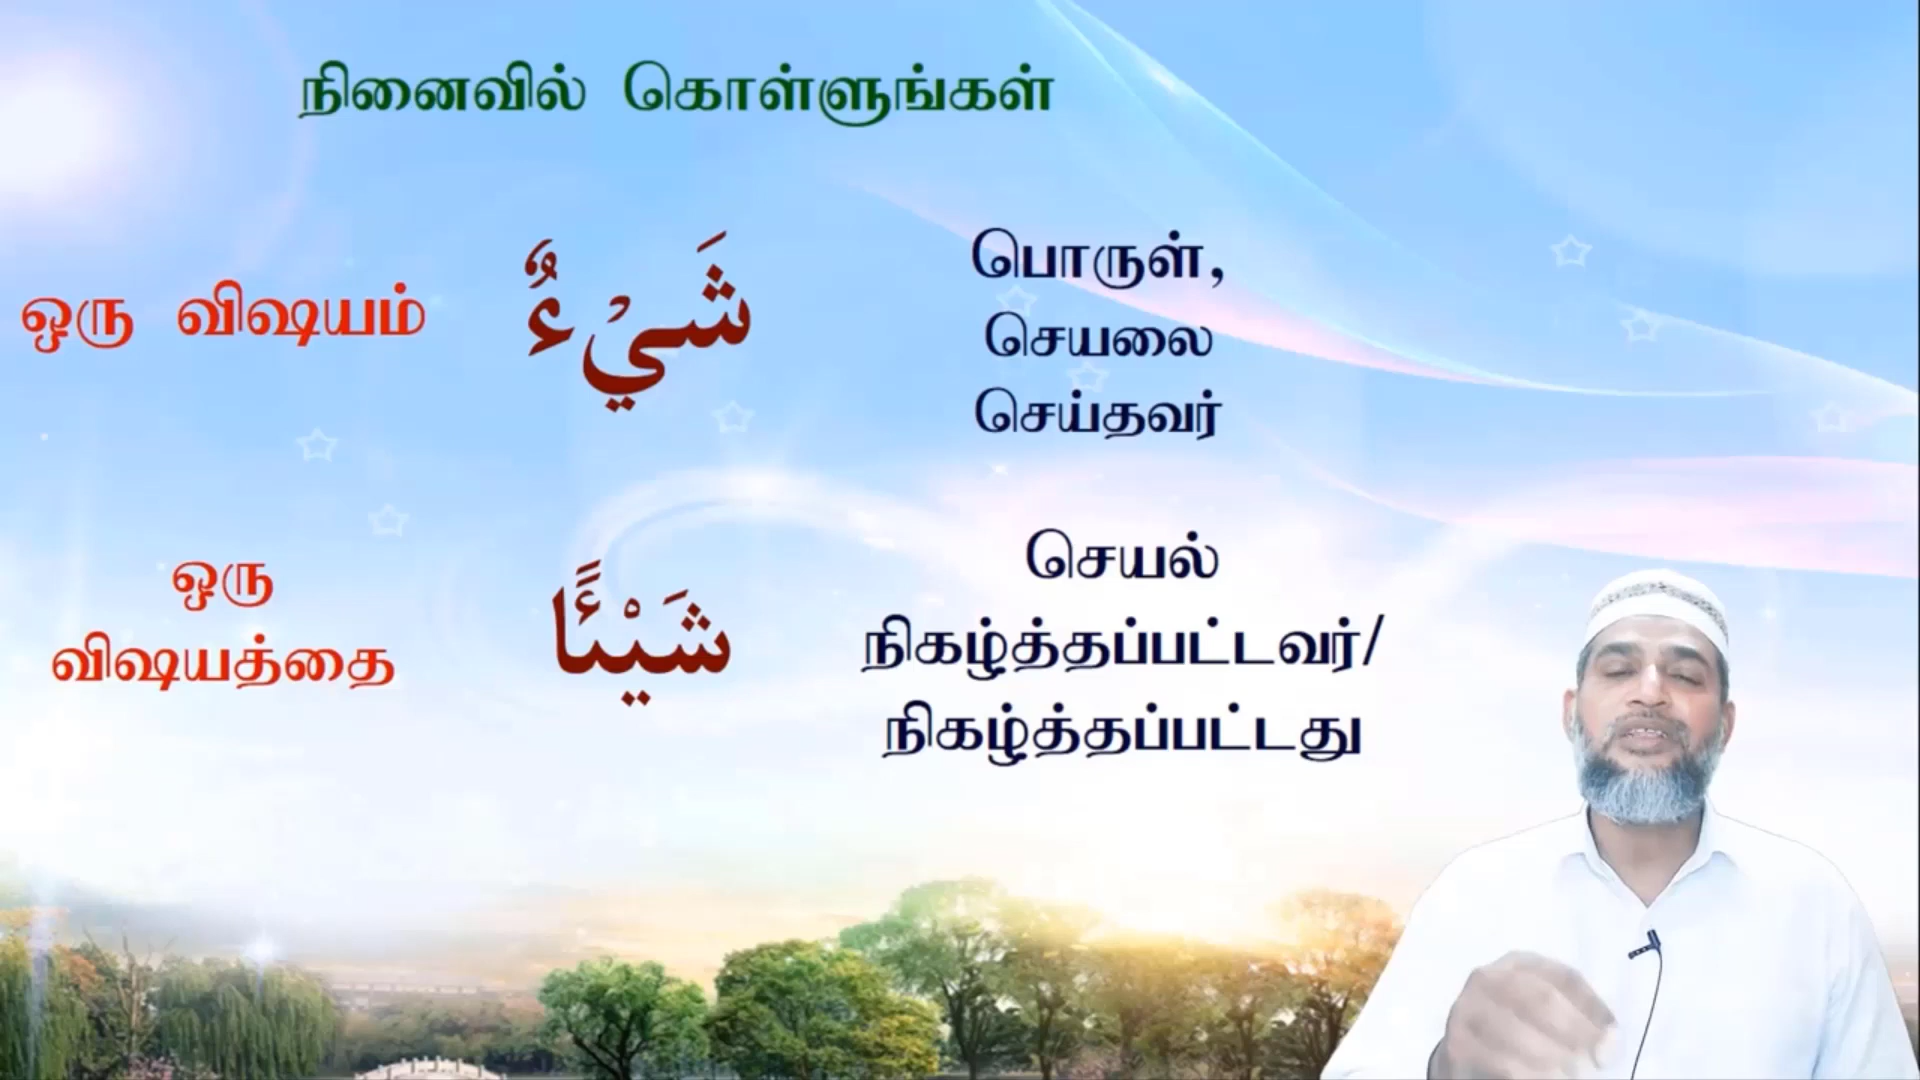 நினைவில் கொள்ளுங்கள்
ஒரு விஷயம்
شَيْءٌ
பொருள்,
செயலை
செய்தவர்
ஒரு
விஷயத்தை
شَيْئًا
செயல்
நிகழ்த்தப்பட்டவர்/
நிகழ்த்தப்பட்டது